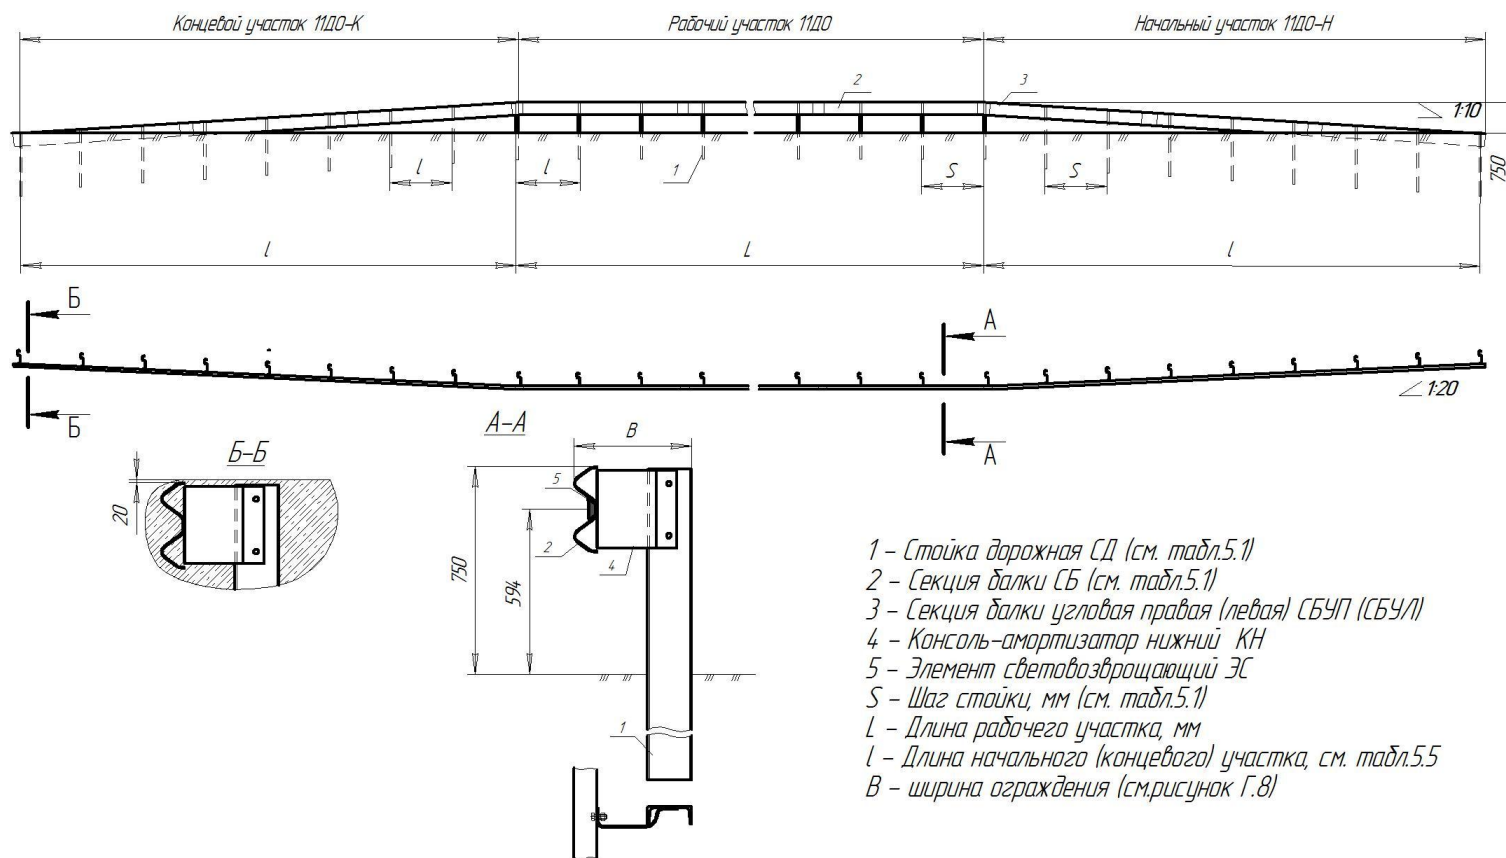 Концевой участок 11ДО-К
Рабочий участок 11ДО
Начальный участок 11ДО-Н
2
3
1:10
1
l
l
S
S
750
l
L
l
Б
А
1:20
Б
А
А-А
Б-Б
В
20
5
2
4
750
594
1
1 - Стойка дорожная СД (см. табл.5.1)
2 - Секция балки СБ (см. табл.5.1)
3 - Секция балки угловая правая (левая) СБУП (СБУЛ)
4 - Консоль-амортизатор нижний КН
5 - Элемент световозврощающий ЭС
S - Шаг стойки, мм (см. табл.5.1)
L - Длина рабочего участка, мм
l - Длина начального (концевого) участка, см. табл.5.5
В - ширина ограждения (см.рисунок Г.8)